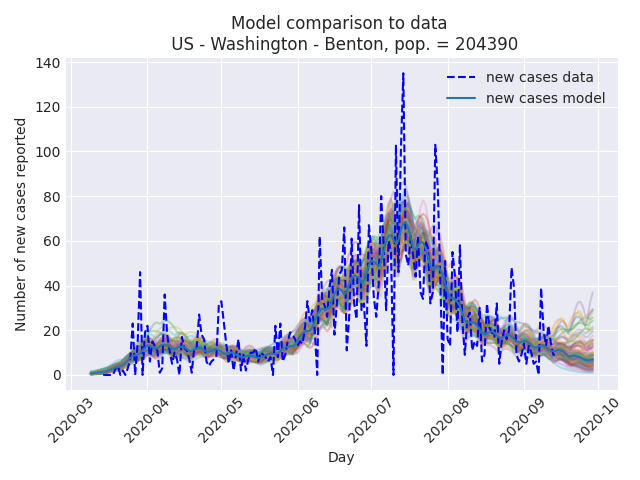 Model comparison to data
US - Washington - Benton, pop. = 204390
Number of new cases reported
140
120
100
80
60
40
20
0
new cases data
new cases model
2020-03
2020-04
2020-05
2020-06
2020-07
2020-08
2020-09
2020-10
Day